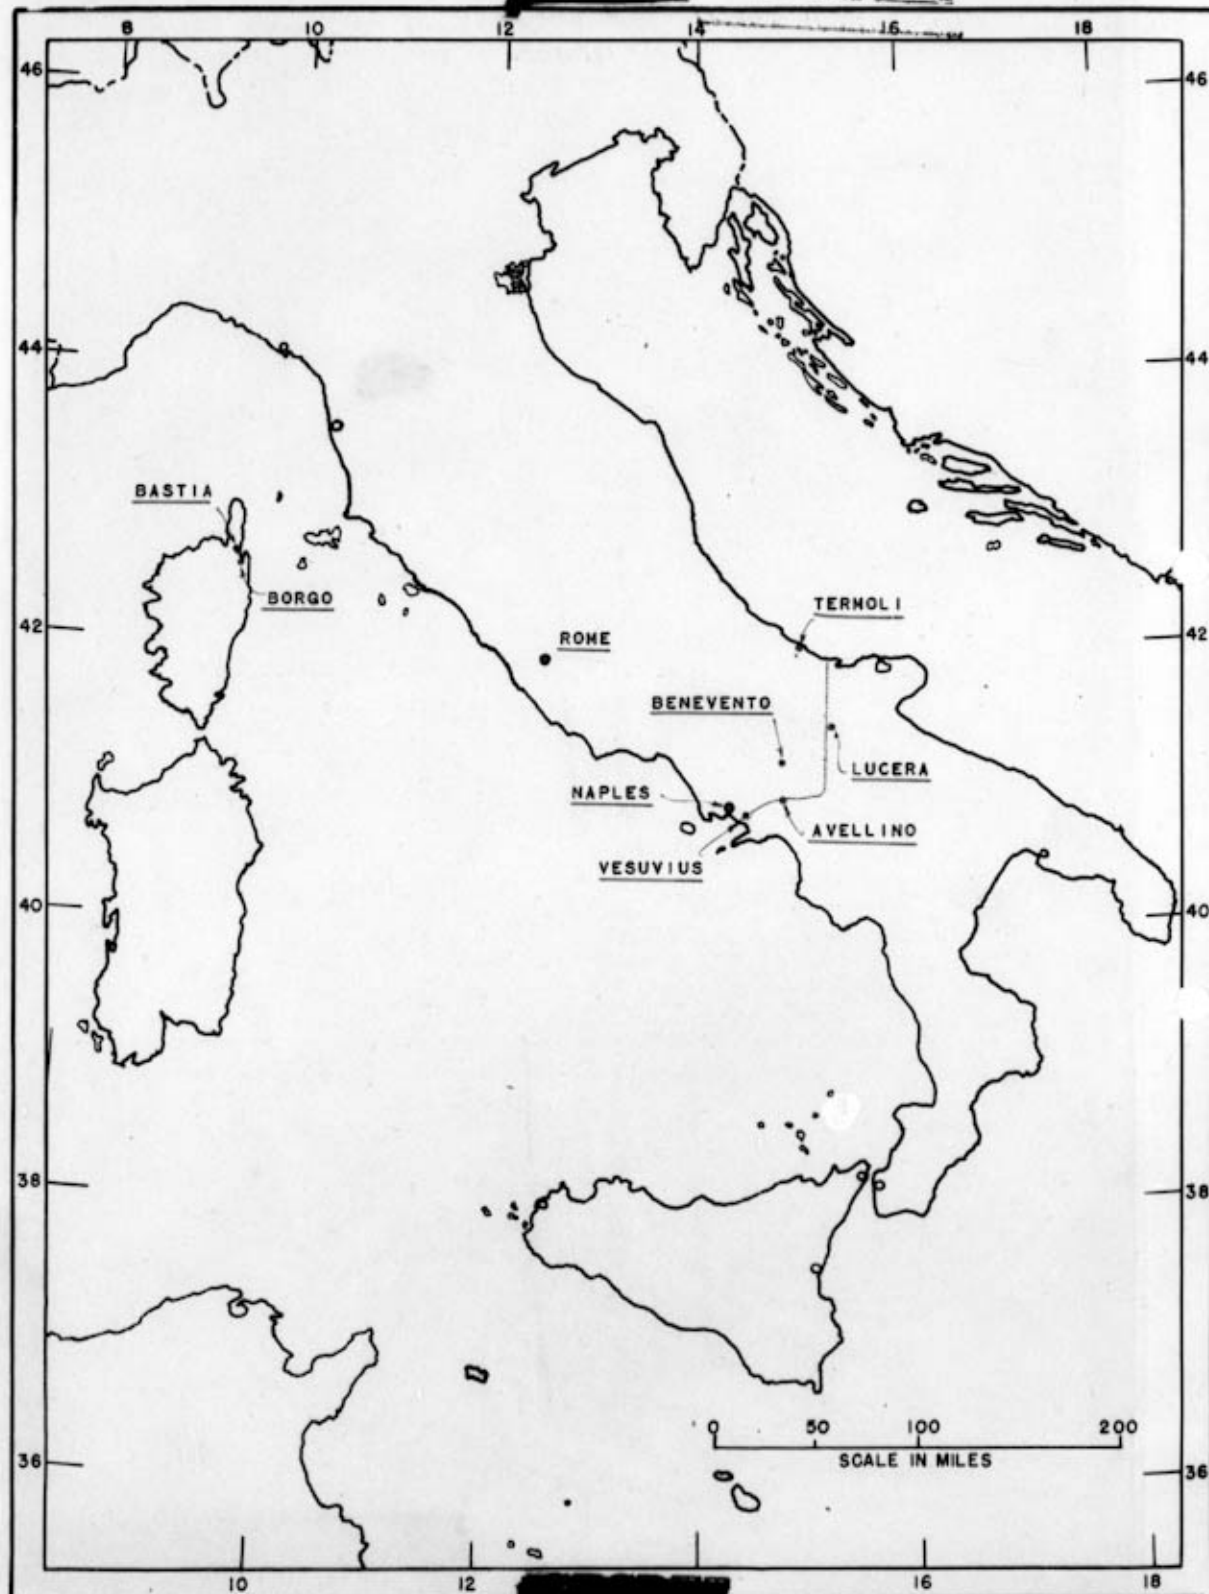 8 10 12 14 16 18
46 46
44 44
BASTIA
BORGO
TERMOLI
42 42
ROME
BENEVENTO
LUCERA
NAPLES
AVELLINO
VESUVIUS
40 40
38 38
0 50 100 200
SCALE IN MILES
36 36
10 12 14 16 18